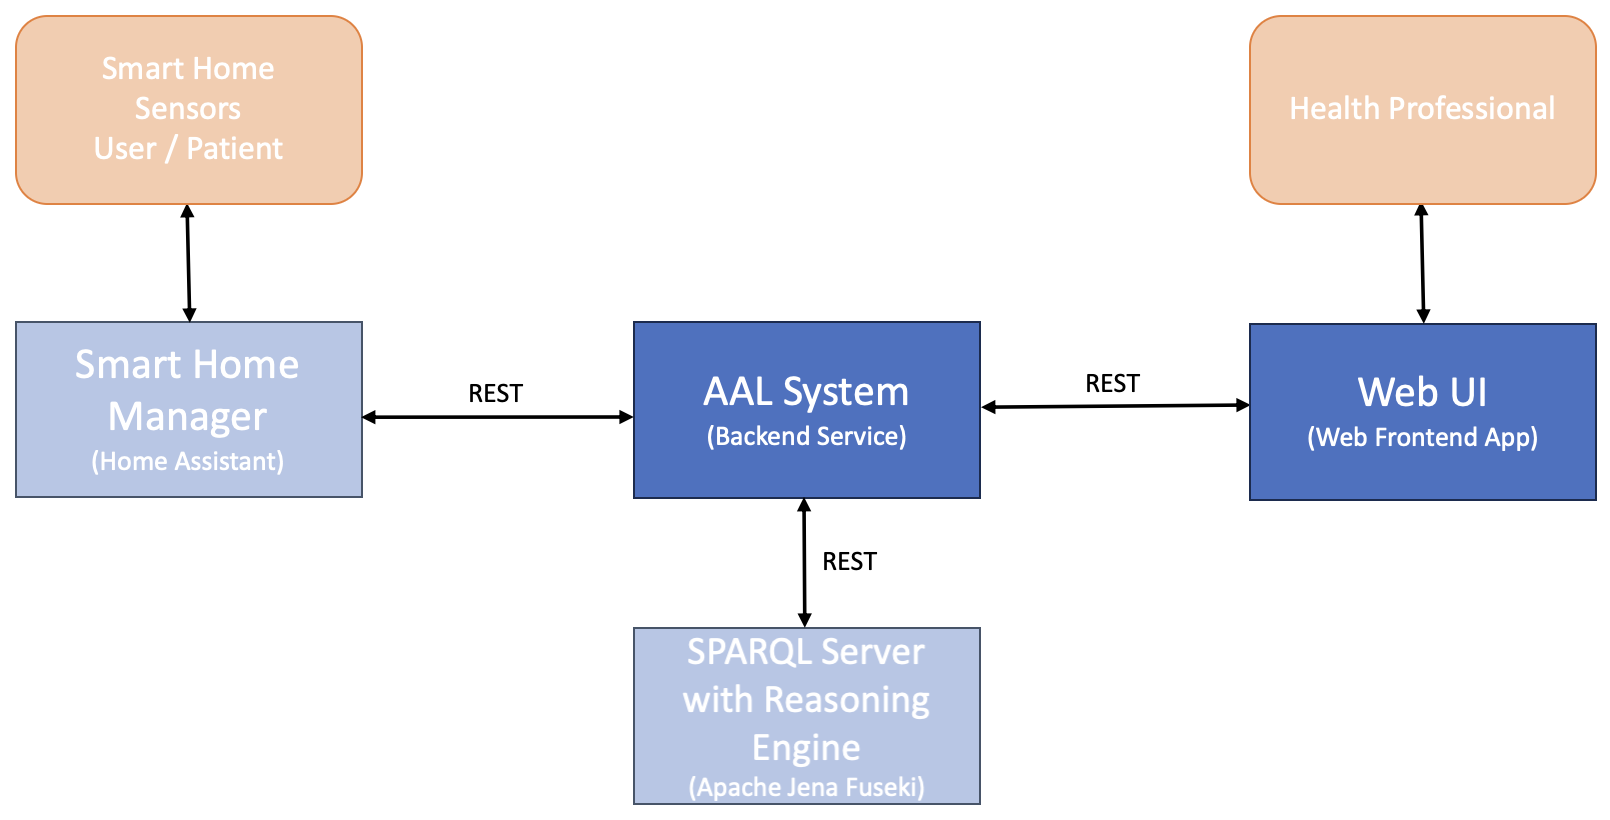 Smart Home
Sensors
User / Patient
Health Professional
Smart Home
Manager
(Home Assistant)
REST
AAL System
(Backend Service)
REST
Web UI
(Web Frontend App)
REST
SPARQL Server
with Reasoning
Engine
(Apache Jena Fuseki)